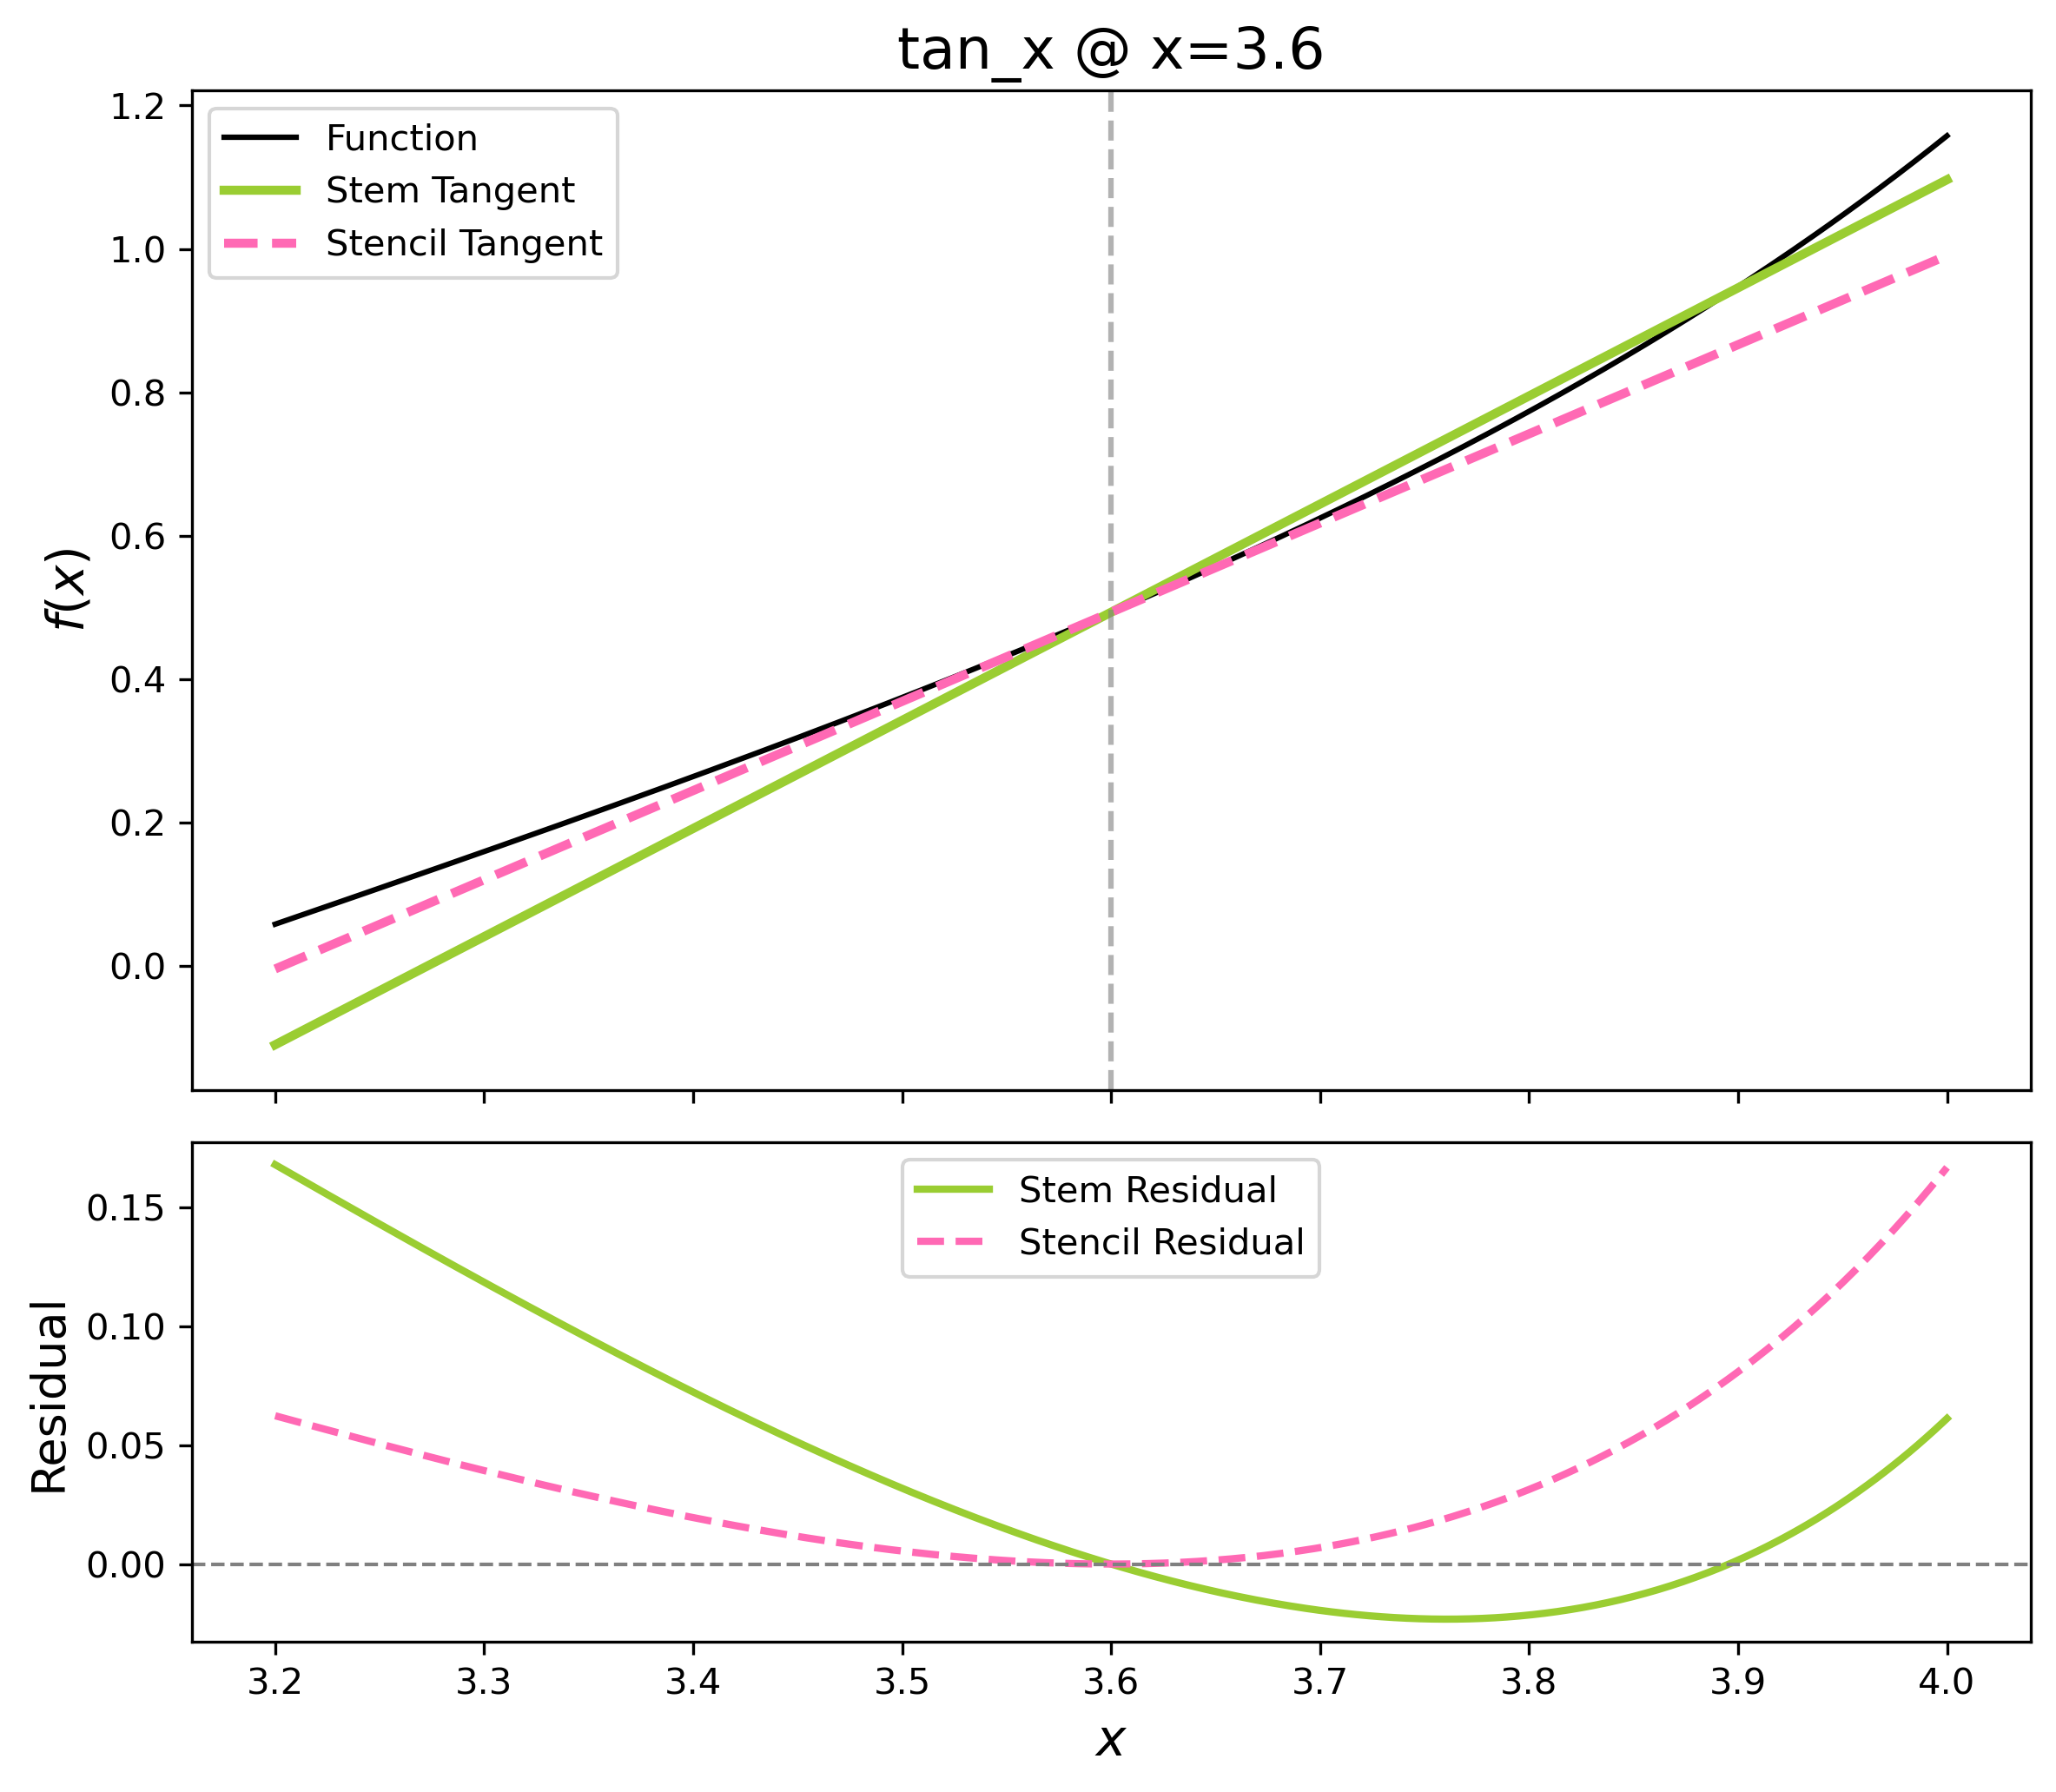 tan_x @ x=3.6
1.2
1.0
0.8
0.6
0.4
0.2
0.0
f(x)
Function
Stem Tangent
Stencil Tangent
0.15
0.10
0.05
0.00
Residual
Stem Residual
Stencil Residual
3.2 3.3 3.4 3.5 3.6 3.7 3.8 3.9 4.0
x